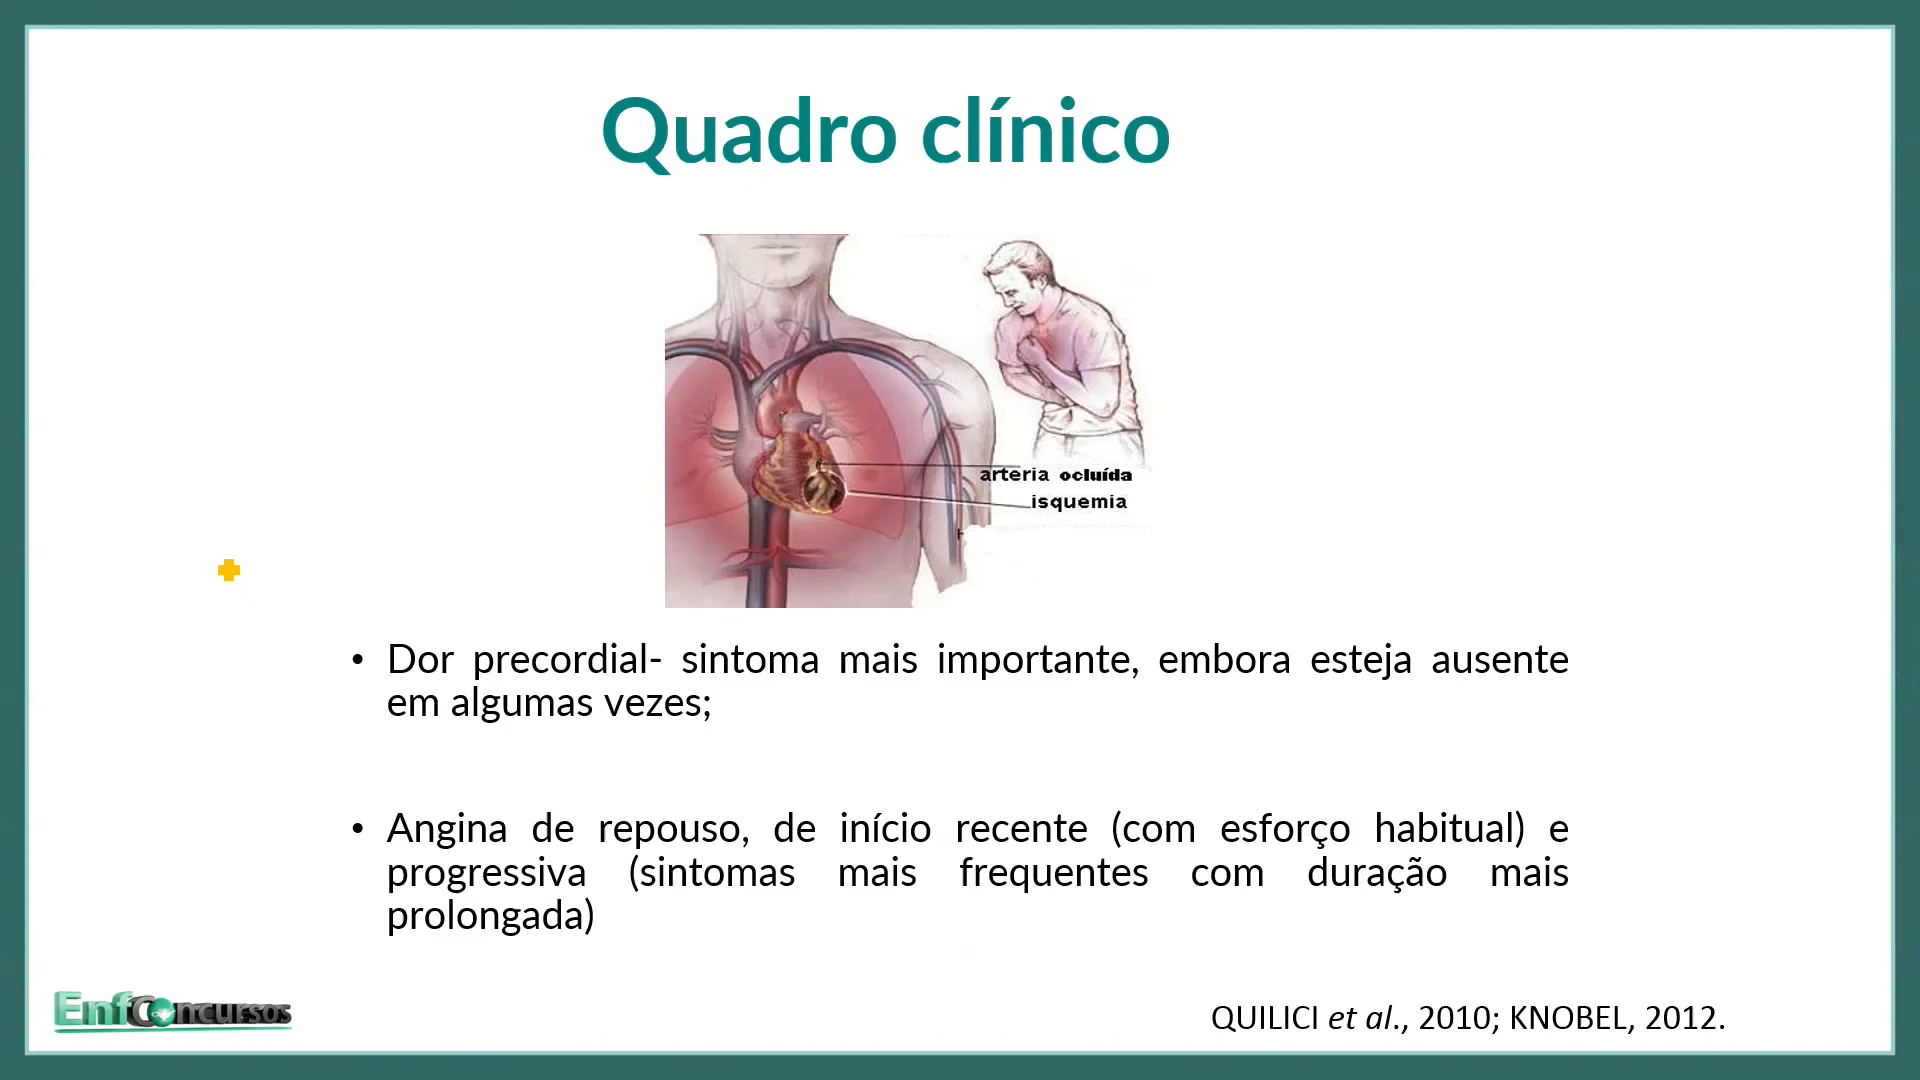 Quadro clínico
arteria ocluída
isquemia
• Dor precordial- sintoma mais importante, embora esteja ausente
em algumas vezes;
• Angina de repouso, de início recente (com esforço habitual) e
progressiva (sintomas mais frequentes com duração mais
prolongada)
EnfConcursos
QUILICI et al., 2010; KNOBEL, 2012.